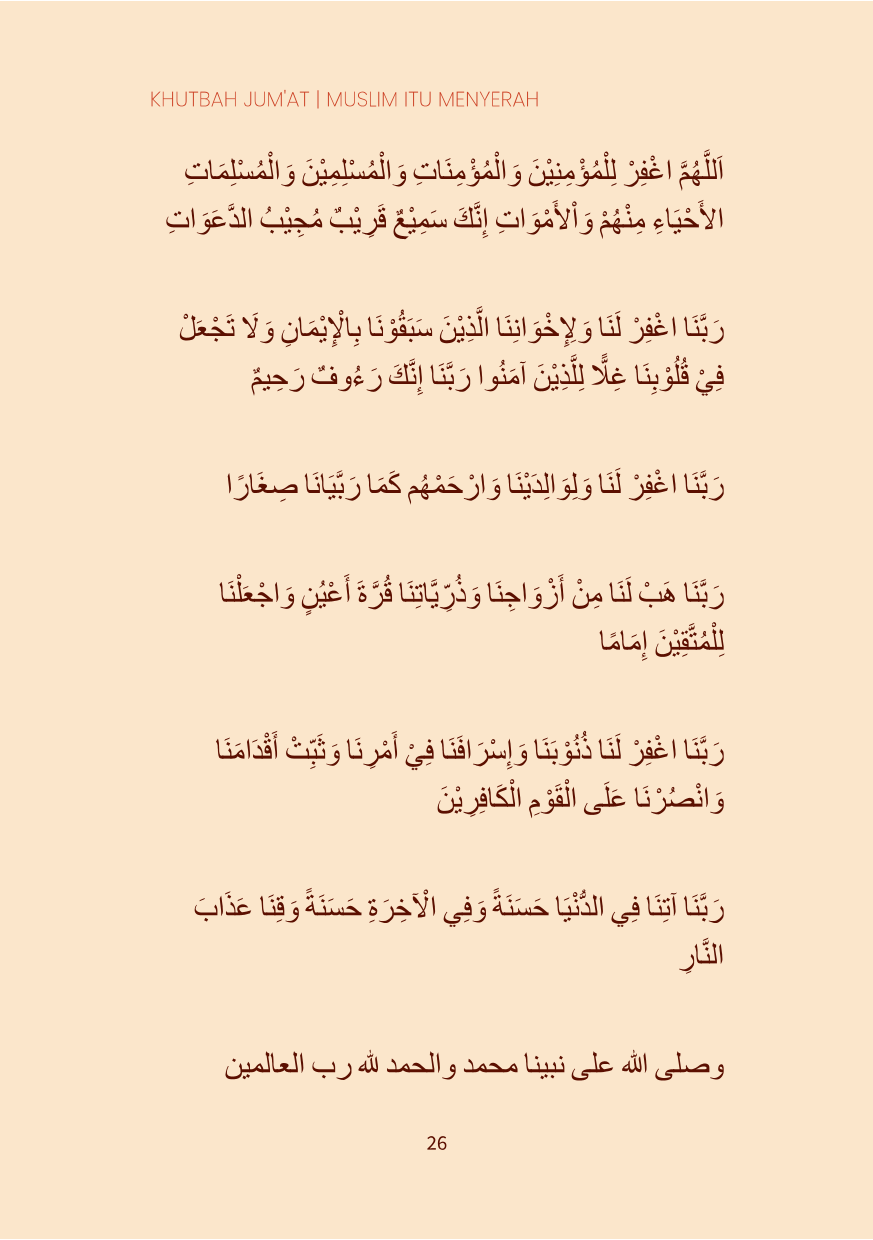 KHUTBAH JUM'AT | MUSLIM ITU MENYERAH
اَللَّهُمَّ اغْفِرْ لِلْمُؤْمِنِيْنَ وَالْمُؤْمِنَاتِ وَالْمُسْلِمِيْنَ وَالْمُسْلِمَاتِ
الأَحْيَاءِ مِنْهُمْ وَاْلأَمْوَاتِ إِنَّكَ سَمِيْعٌ قَرِيْبٌ مُجِيْبُ الدَّعَوَاتِ
رَبَّنَا اغْفِرْ لَنَا وَلِإِخْوَانِنَا الَّذِيْنَ سَبَقُوْنَا بِالْإِيْمَانِ وَلَا تَجْعَلْ
فِيْ قُلُوْبِنَا غِلًّا لِلَّذِيْنَ آمَنُوا رَبَّنَا إِنَّكَ رَءُوفٌ رَحِيمٌ
رَبَّنَا اغْفِرْ لَنَا وَلِوَالِدَيْنَا وَارْحَمْهُم كَمَا رَبَّيَانَا صِغَارًا
رَبَّنَا هَبْ لَنَا مِنْ أَزْوَاجِنَا وَذُرِّيَّاتِنَا قُرَّةَ أَعْيُنٍ وَاجْعَلْنَا
لِلْمُتَّقِيْنَ إِمَامًا
رَبَّنَا اغْفِرْ لَنَا ذُنُوْبَنَا وَإِسْرَافَنَا فِيْ أَمْرِنَا وَثَبِّتْ أَقْدَامَنَا
وَانْصُرْنَا عَلَى الْقَوْمِ الْكَافِرِيْنَ
رَبَّنَا آتِنَا فِي الدُّنْيَا حَسَنَةً وَفِي الْآخِرَةِ حَسَنَةً وَقِنَا عَذَابَ
النَّارِ
وصلى الله على نبينا محمد والحمد لله رب العالمين
26